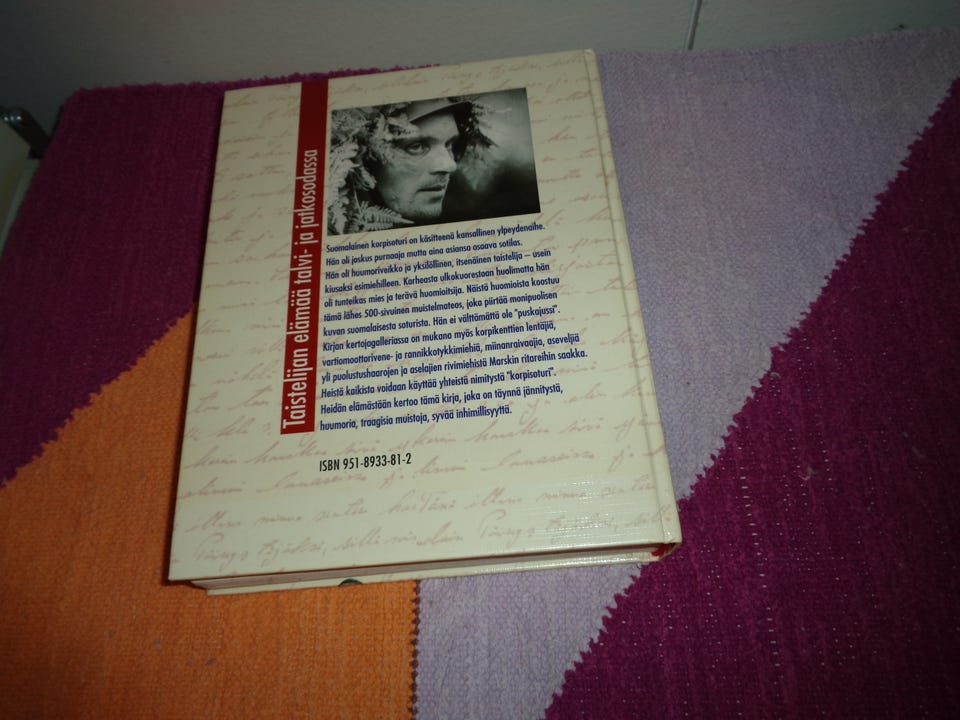 Taistelijan elämää talvi- ja jatkosodassa
Suomalainen korpisoturi on käsitteenä kansallinen ylpeydenaihe.
Hän oli joskus purnaaja mutta aina asiansa osaava sotilas.
Hän oli huumoriveikko ja yksilöllinen, itsenäinen taistelija – usein
kiusaksi esimiehilleen. Karheasta ulkokuorestaan huolimatta hän
oli tunteikas mies ja terävä huomioitsija. Näistä huomioista koostuu
tämä lähes 500-sivuinen muistelmateos, joka piirtää monipuolisen
kuvan suomalaisesta soturista. Hän ei välttämättä ole "puskajussi".
Kirjan kertojagalleriassa on mukana myös korpikenttien lentäjiä,
vartiomoottorivene- ja rannikkotykkimiehiä, miinanraivaajia, aseveljiä
yli puolustushaarojen ja aselajien rivimiehistä Marskin ritareihin saakka.
Heistä kaikista voidaan käyttää yhteistä nimitystä "korpisoturi".
Heidän elämästään kertoo tämä kirja, joka on täynnä jännitystä,
huumoria, traagisia muistoja, syvää inhimillisyyttä.
ISBN 951-8933-81-2